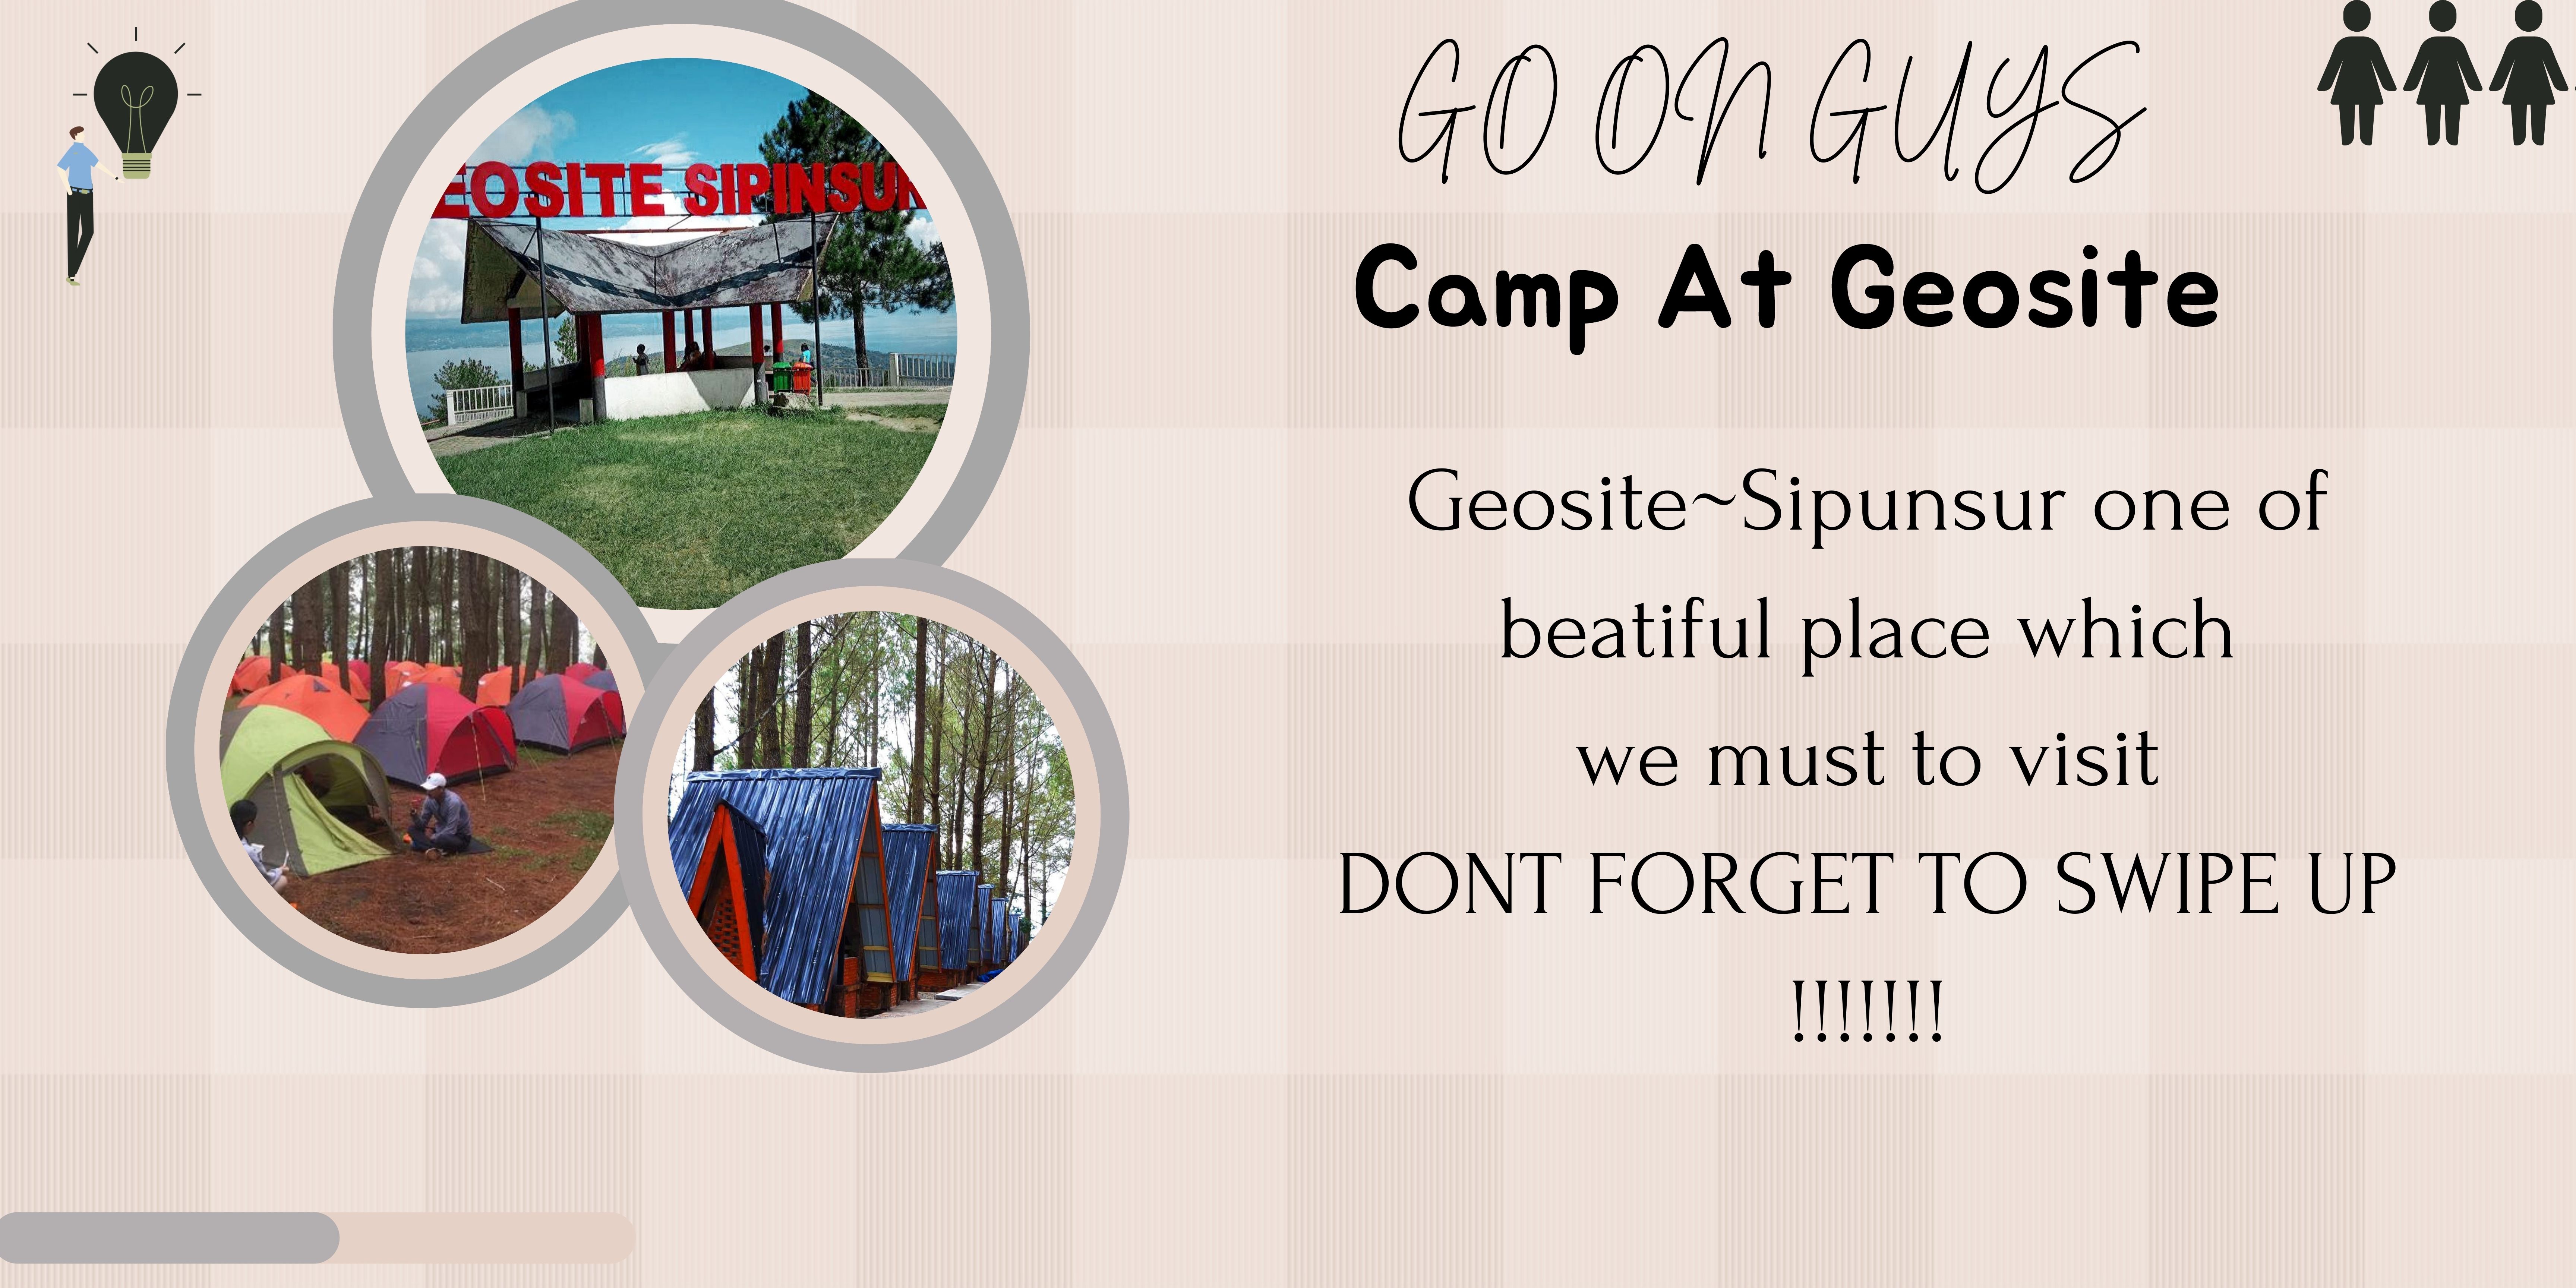 GO ON GUYS
Camp At Geosite
EOSITE SIPINSUR
Geosite~Sipunsur one of
beatiful place which
we must to visit
DONT FORGET TO SWIPE UP
!!!!!!!